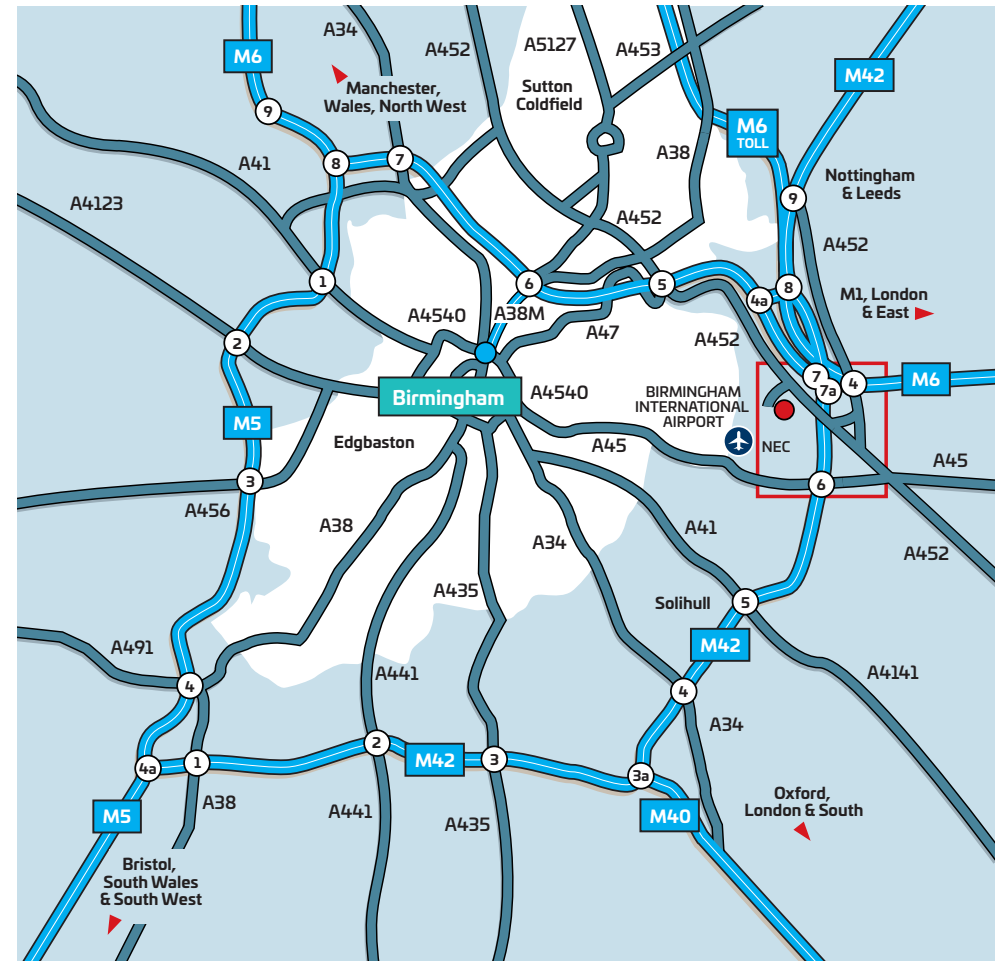 A34
A452
A5127
A453
M6
M42
Sutton
Coldfield
Manchester,
Wales, North West
9
M6
TOLL
8
7
A41
A38
Nottingham
& Leeds
9
A4123
A452
A452
1
6
5
4a
8
M1, London
& East
A4540
A38M
A47
A452
2
7
7a
4
M6
Birmingham
A4540
BIRMINGHAM
INTERNATIONAL
AIRPORT
M5
Edgbaston
A45
NEC
A45
3
6
A456
A38
A34
A41
A452
A435
Solihull
5
M42
A491
A441
A4141
4
4
A34
2
M42
3
4a
1
3a
Oxford,
London & South
M5
A38
A441
A435
M40
Bristol,
South Wales
& South West